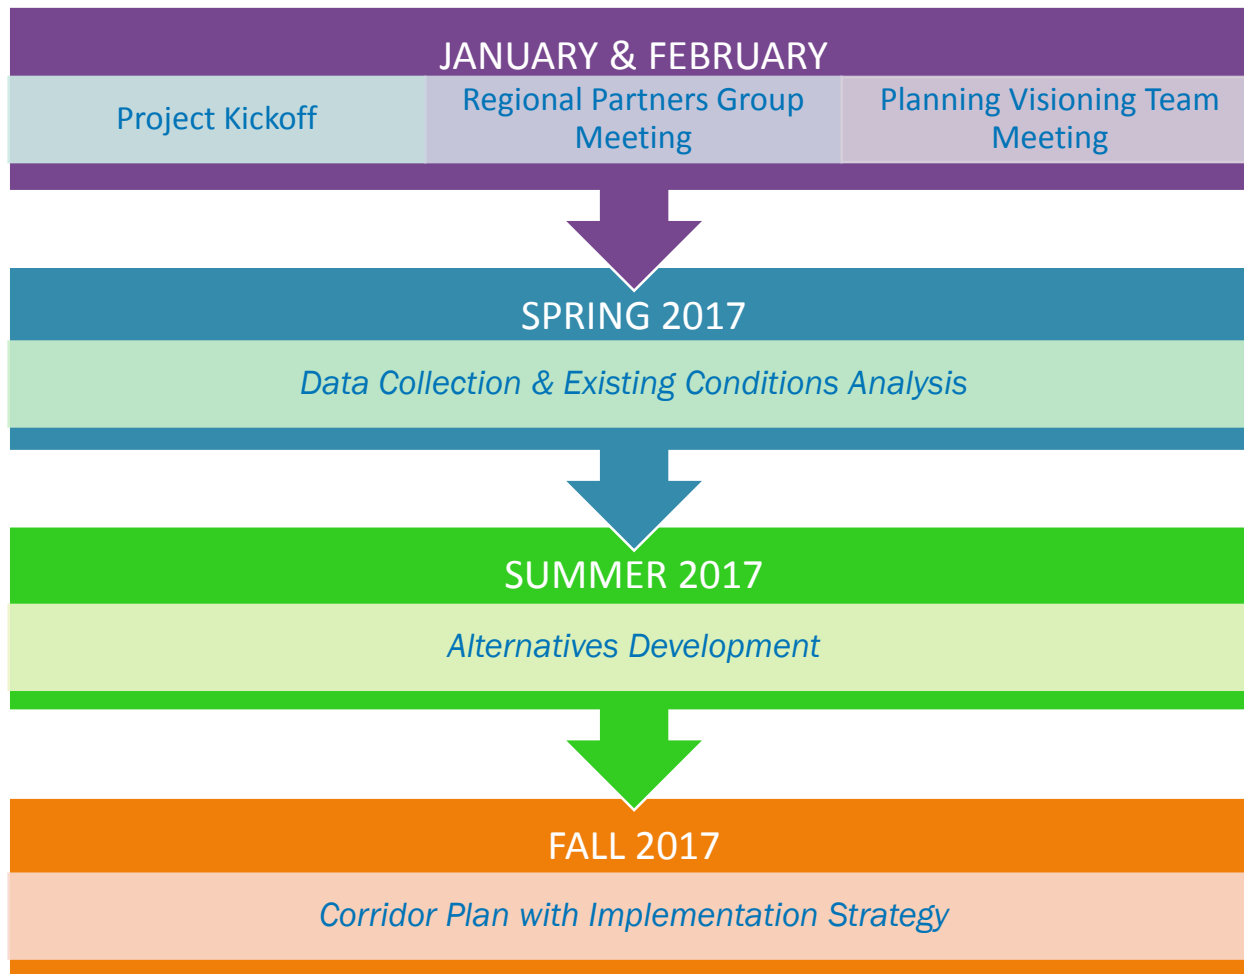 JANUARY & FEBRUARY
Project Kickoff
Regional Partners Group
Meeting
Planning Visioning Team
Meeting
SPRING 2017
Data Collection & Existing Conditions Analysis
SUMMER 2017
Alternatives Development
FALL 2017
Corridor Plan with Implementation Strategy